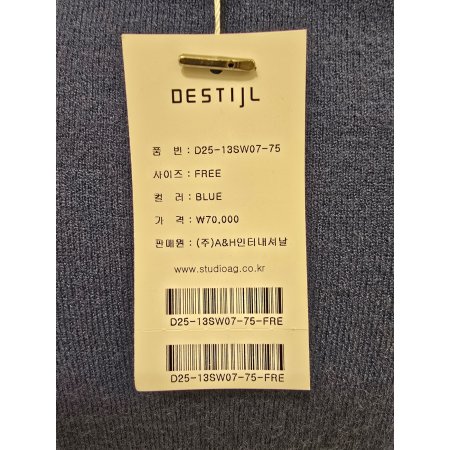 DESTIJL
품 번 : D25-13SW07-75
사이즈 : FREE
컬 러 : BLUE
가 격 : ₩70,000
판매원 : (주)A&H인터내셔날
www.studioag.co.kr
D25-13SW07-75-FRE
D25-13SW07-75-FRE